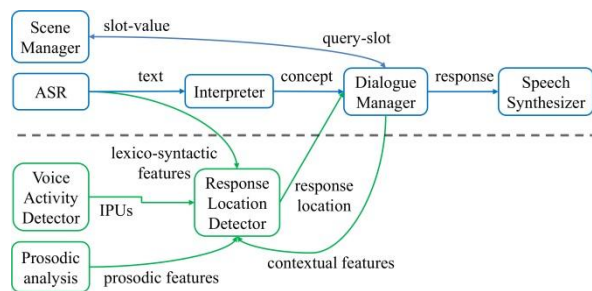 Scene
Manager
slot-value
query-slot
ASR
text
Interpreter
concept
Dialogue
Manager
response
Speech
Synthesizer
lexico-syntactic
features
Voice
Activity
Detector
IPUs
Response
Location
Detector
response
location
Prosodic
analysis
prosodic features
contextual features